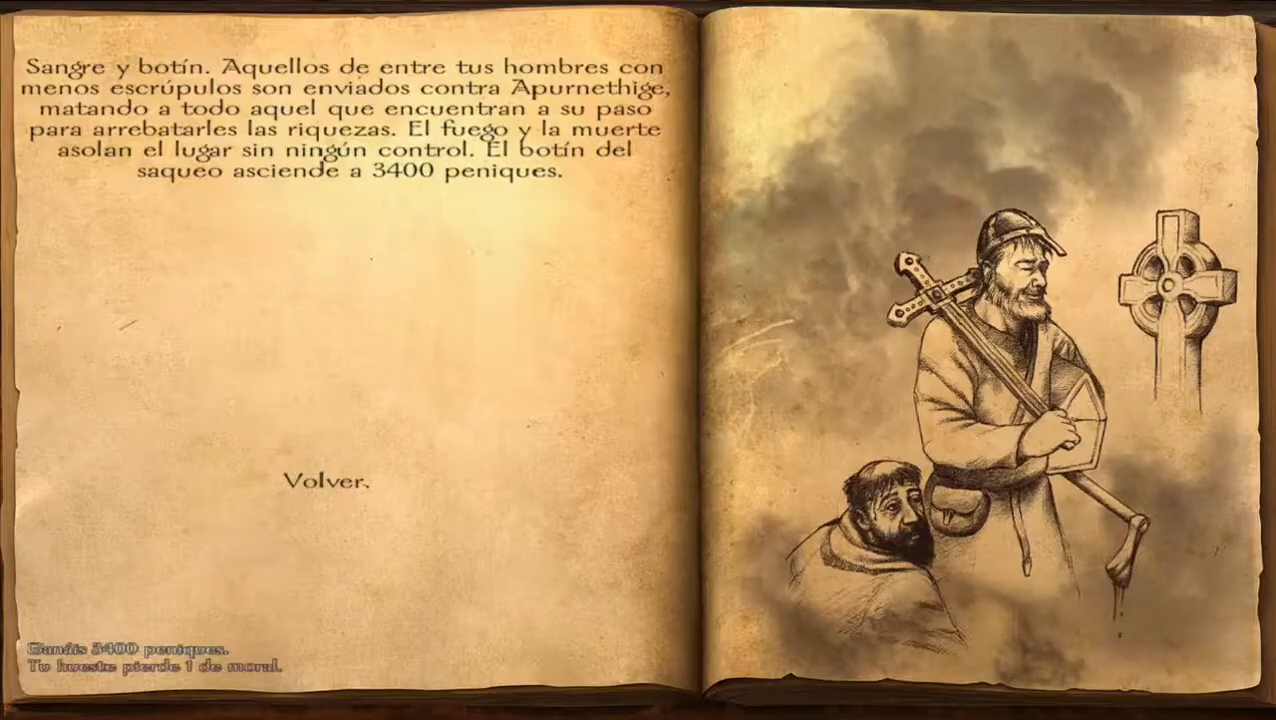 Sangre y botín. Aquellos de entre tus hombres con
menos escrúpulos son enviados contra Apurnethige,
matando a todo aquel que encuentran a su paso
para arrebatarles las riquezas. El fuego y la muerte
asolan el lugar sin ningún control. El botín del
saqueo asciende a 3400 peniques.
Volver.
Ganáis 3400 peniques.
Tu hueste pierde 1 de moral.